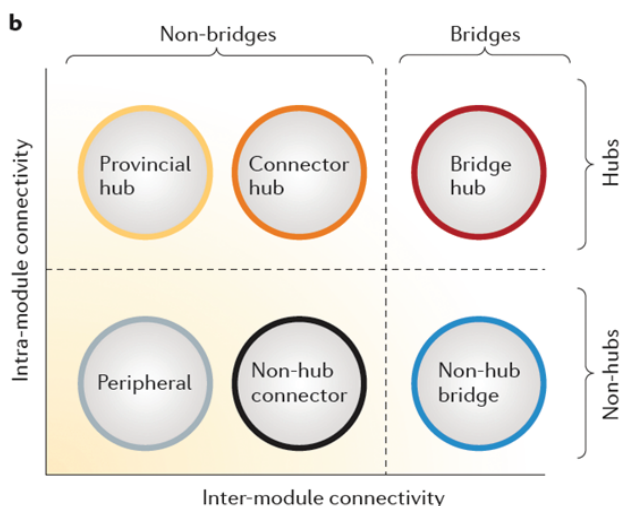 b
Non-bridges
Bridges
Provincial
hub
Connector
hub
Bridge
hub
Hubs
Intra-module connectivity
Peripheral
Non-hub
connector
Non-hub
bridge
Non-hubs
Inter-module connectivity